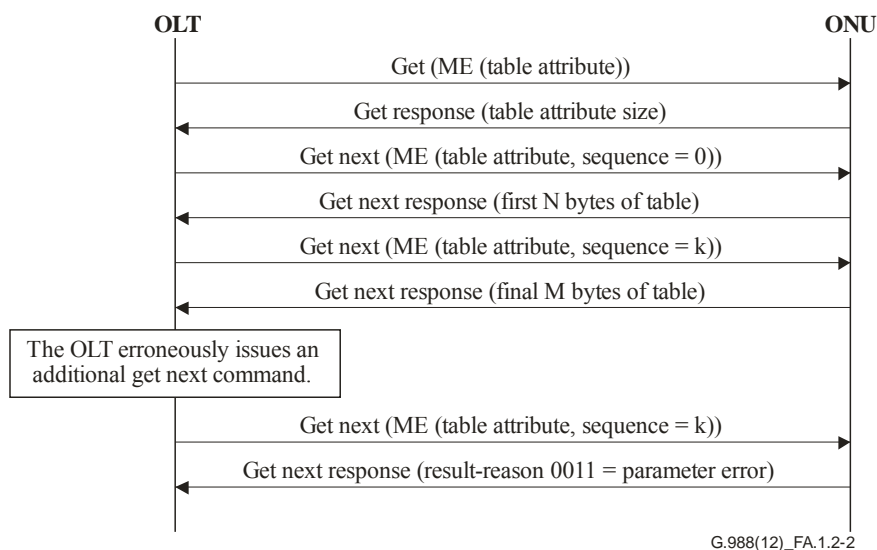 OLT
ONU
Get (ME (table attribute))
Get response (table attribute size)
Get next (ME (table attribute, sequence = 0))
Get next response (first N bytes of table)
Get next (ME (table attribute, sequence = k))
Get next response (final M bytes of table)
The OLT erroneously issues an
additional get next command.
Get next (ME (table attribute, sequence = k))
Get next response (result-reason 0011 = parameter error)
G.988(12)_FA.1.2-2